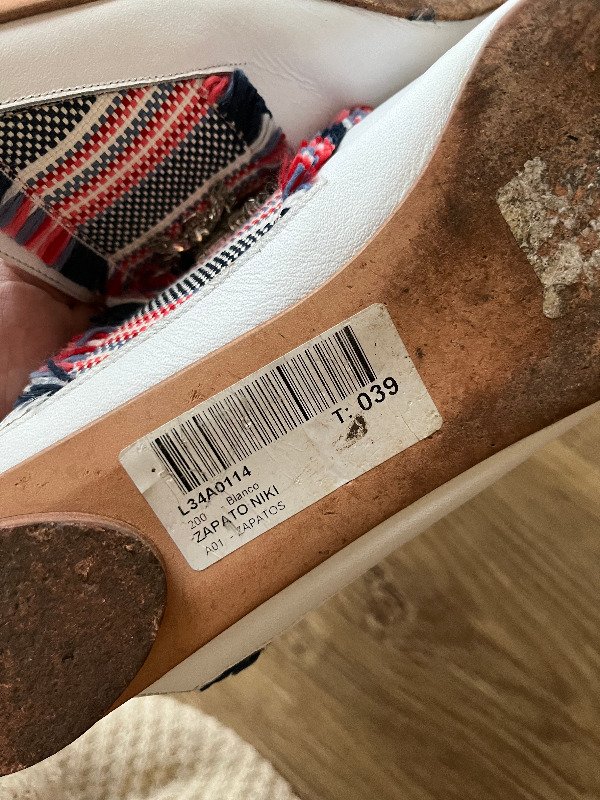 T: 039
L34A0114
200 Blanco
ZAPATO NIKI
A01 - ZAPATOS